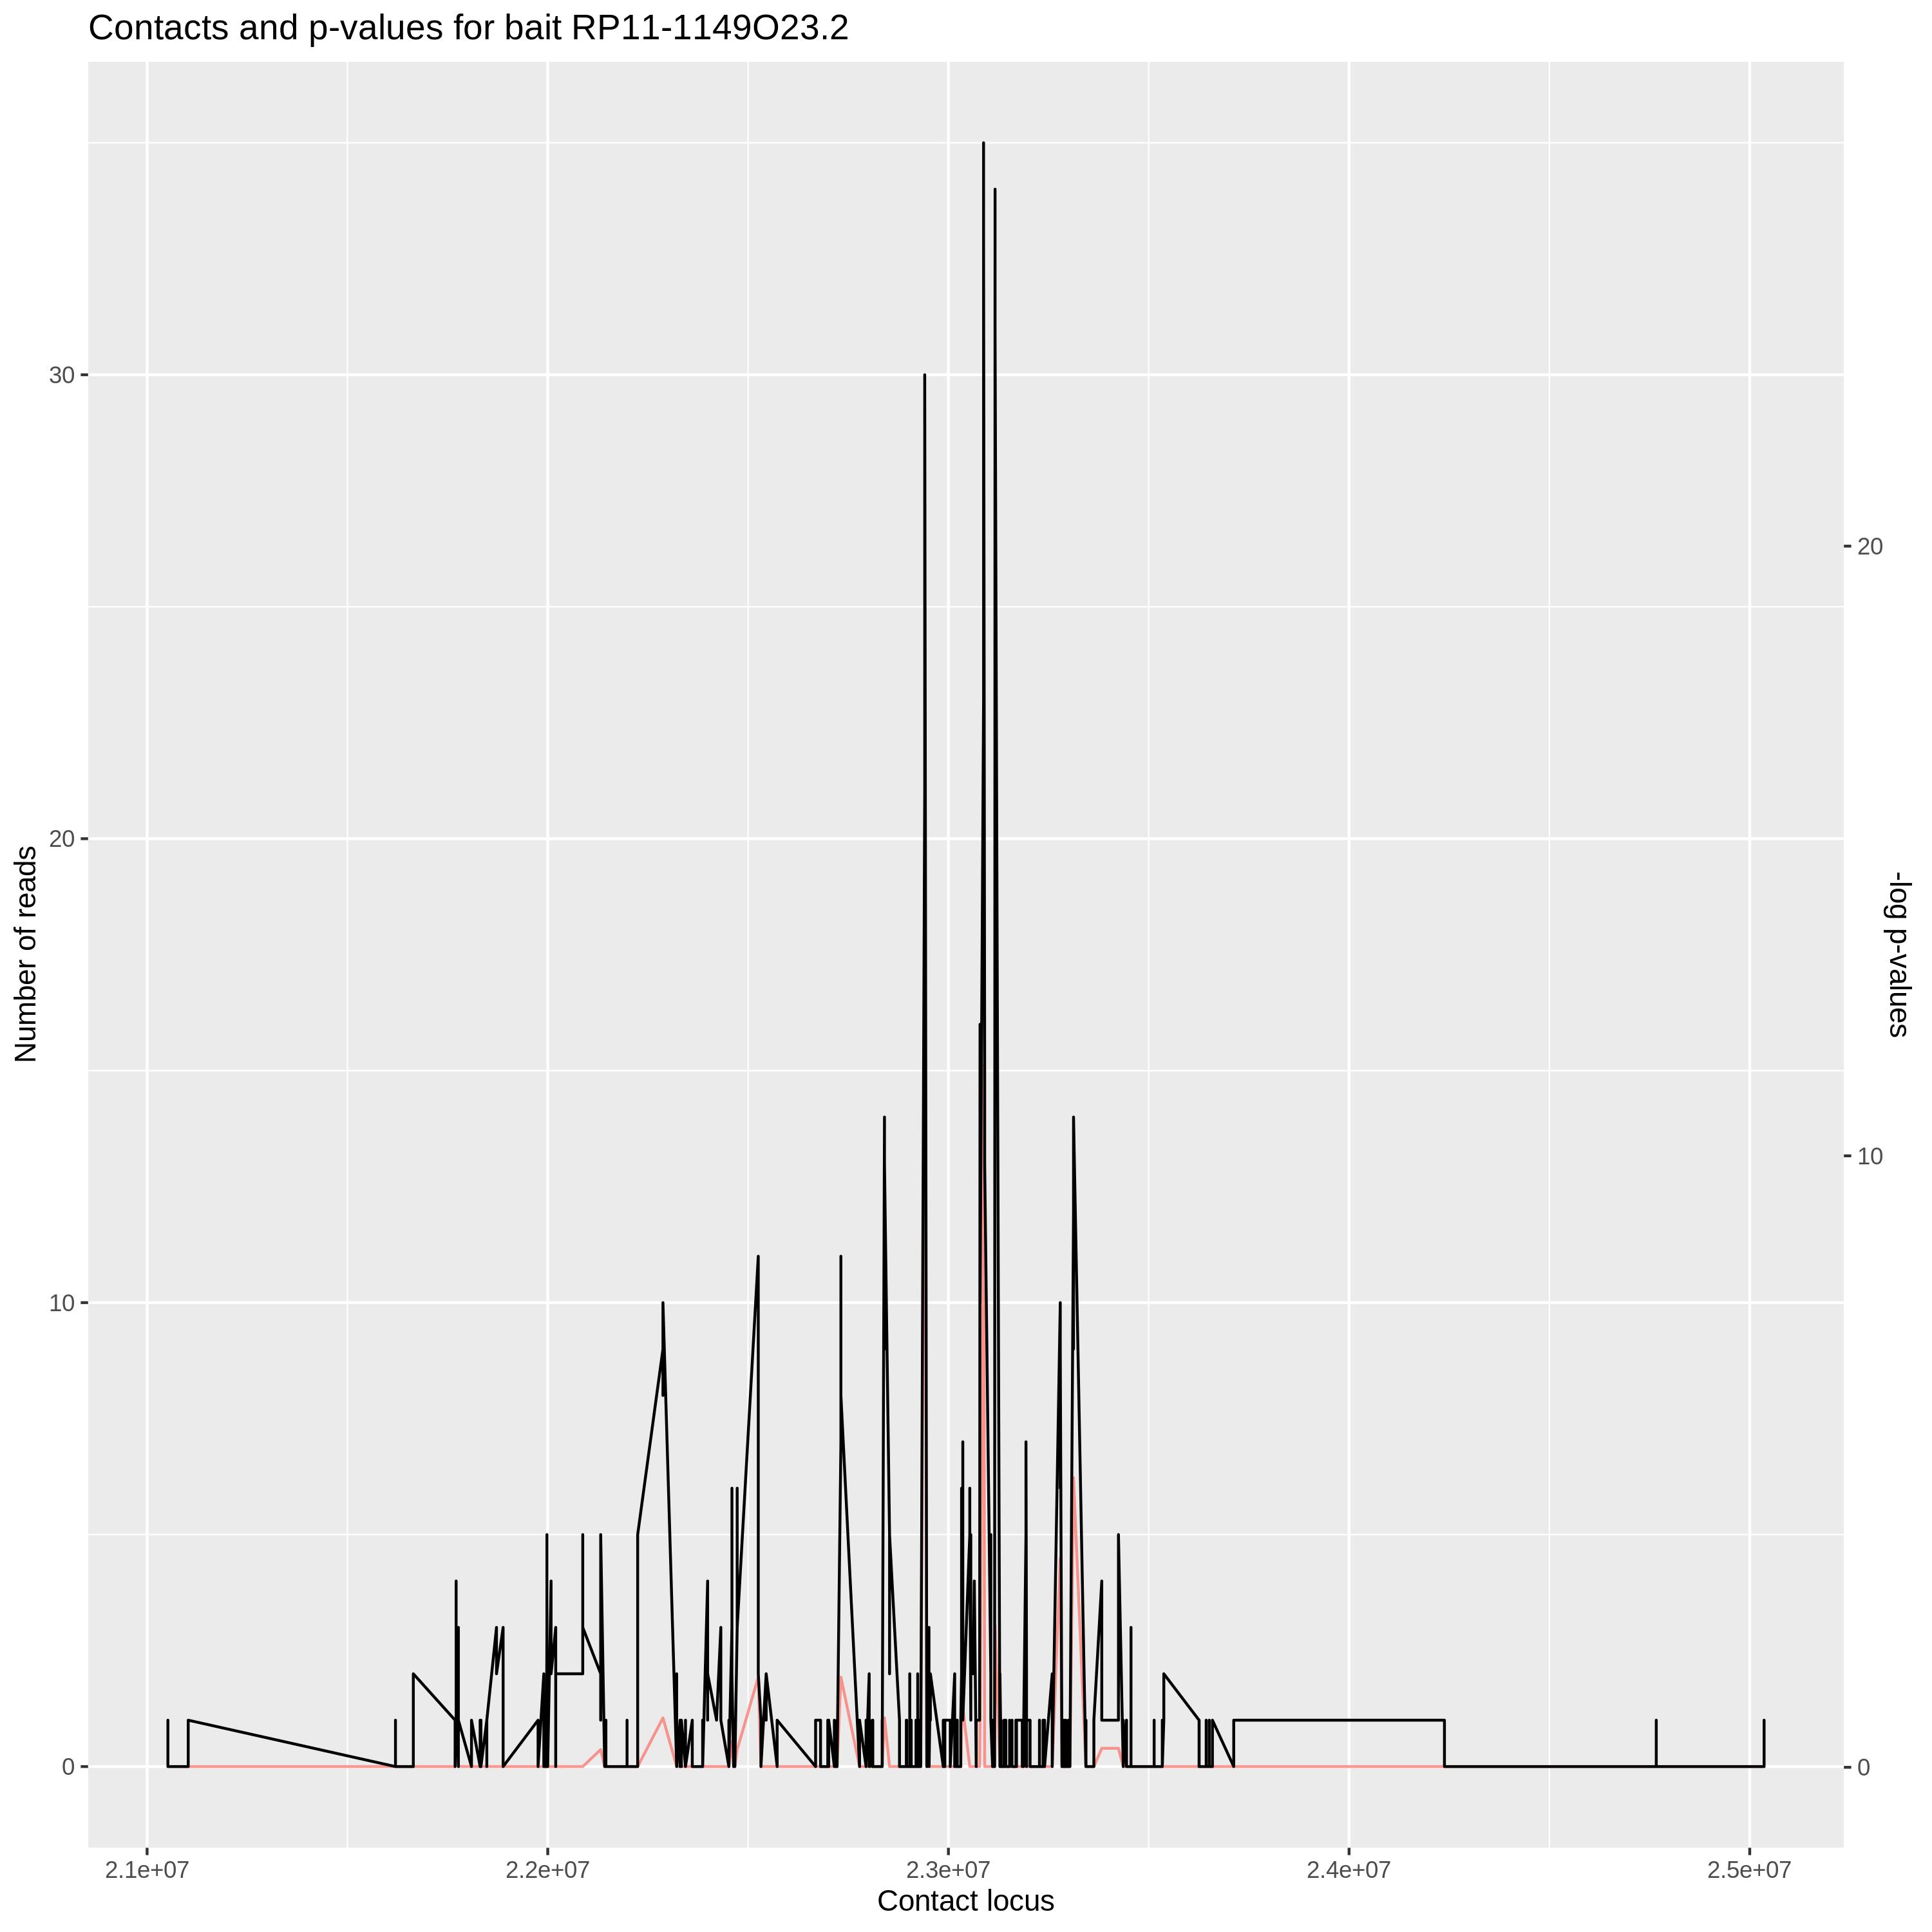 Contacts and p-values for bait RP11-1149O23.2
30
20
10
0
Number of reads
20
10
0
-log p-values
2.1e+07
2.2e+07
2.3e+07
2.4e+07
2.5e+07
Contact locus